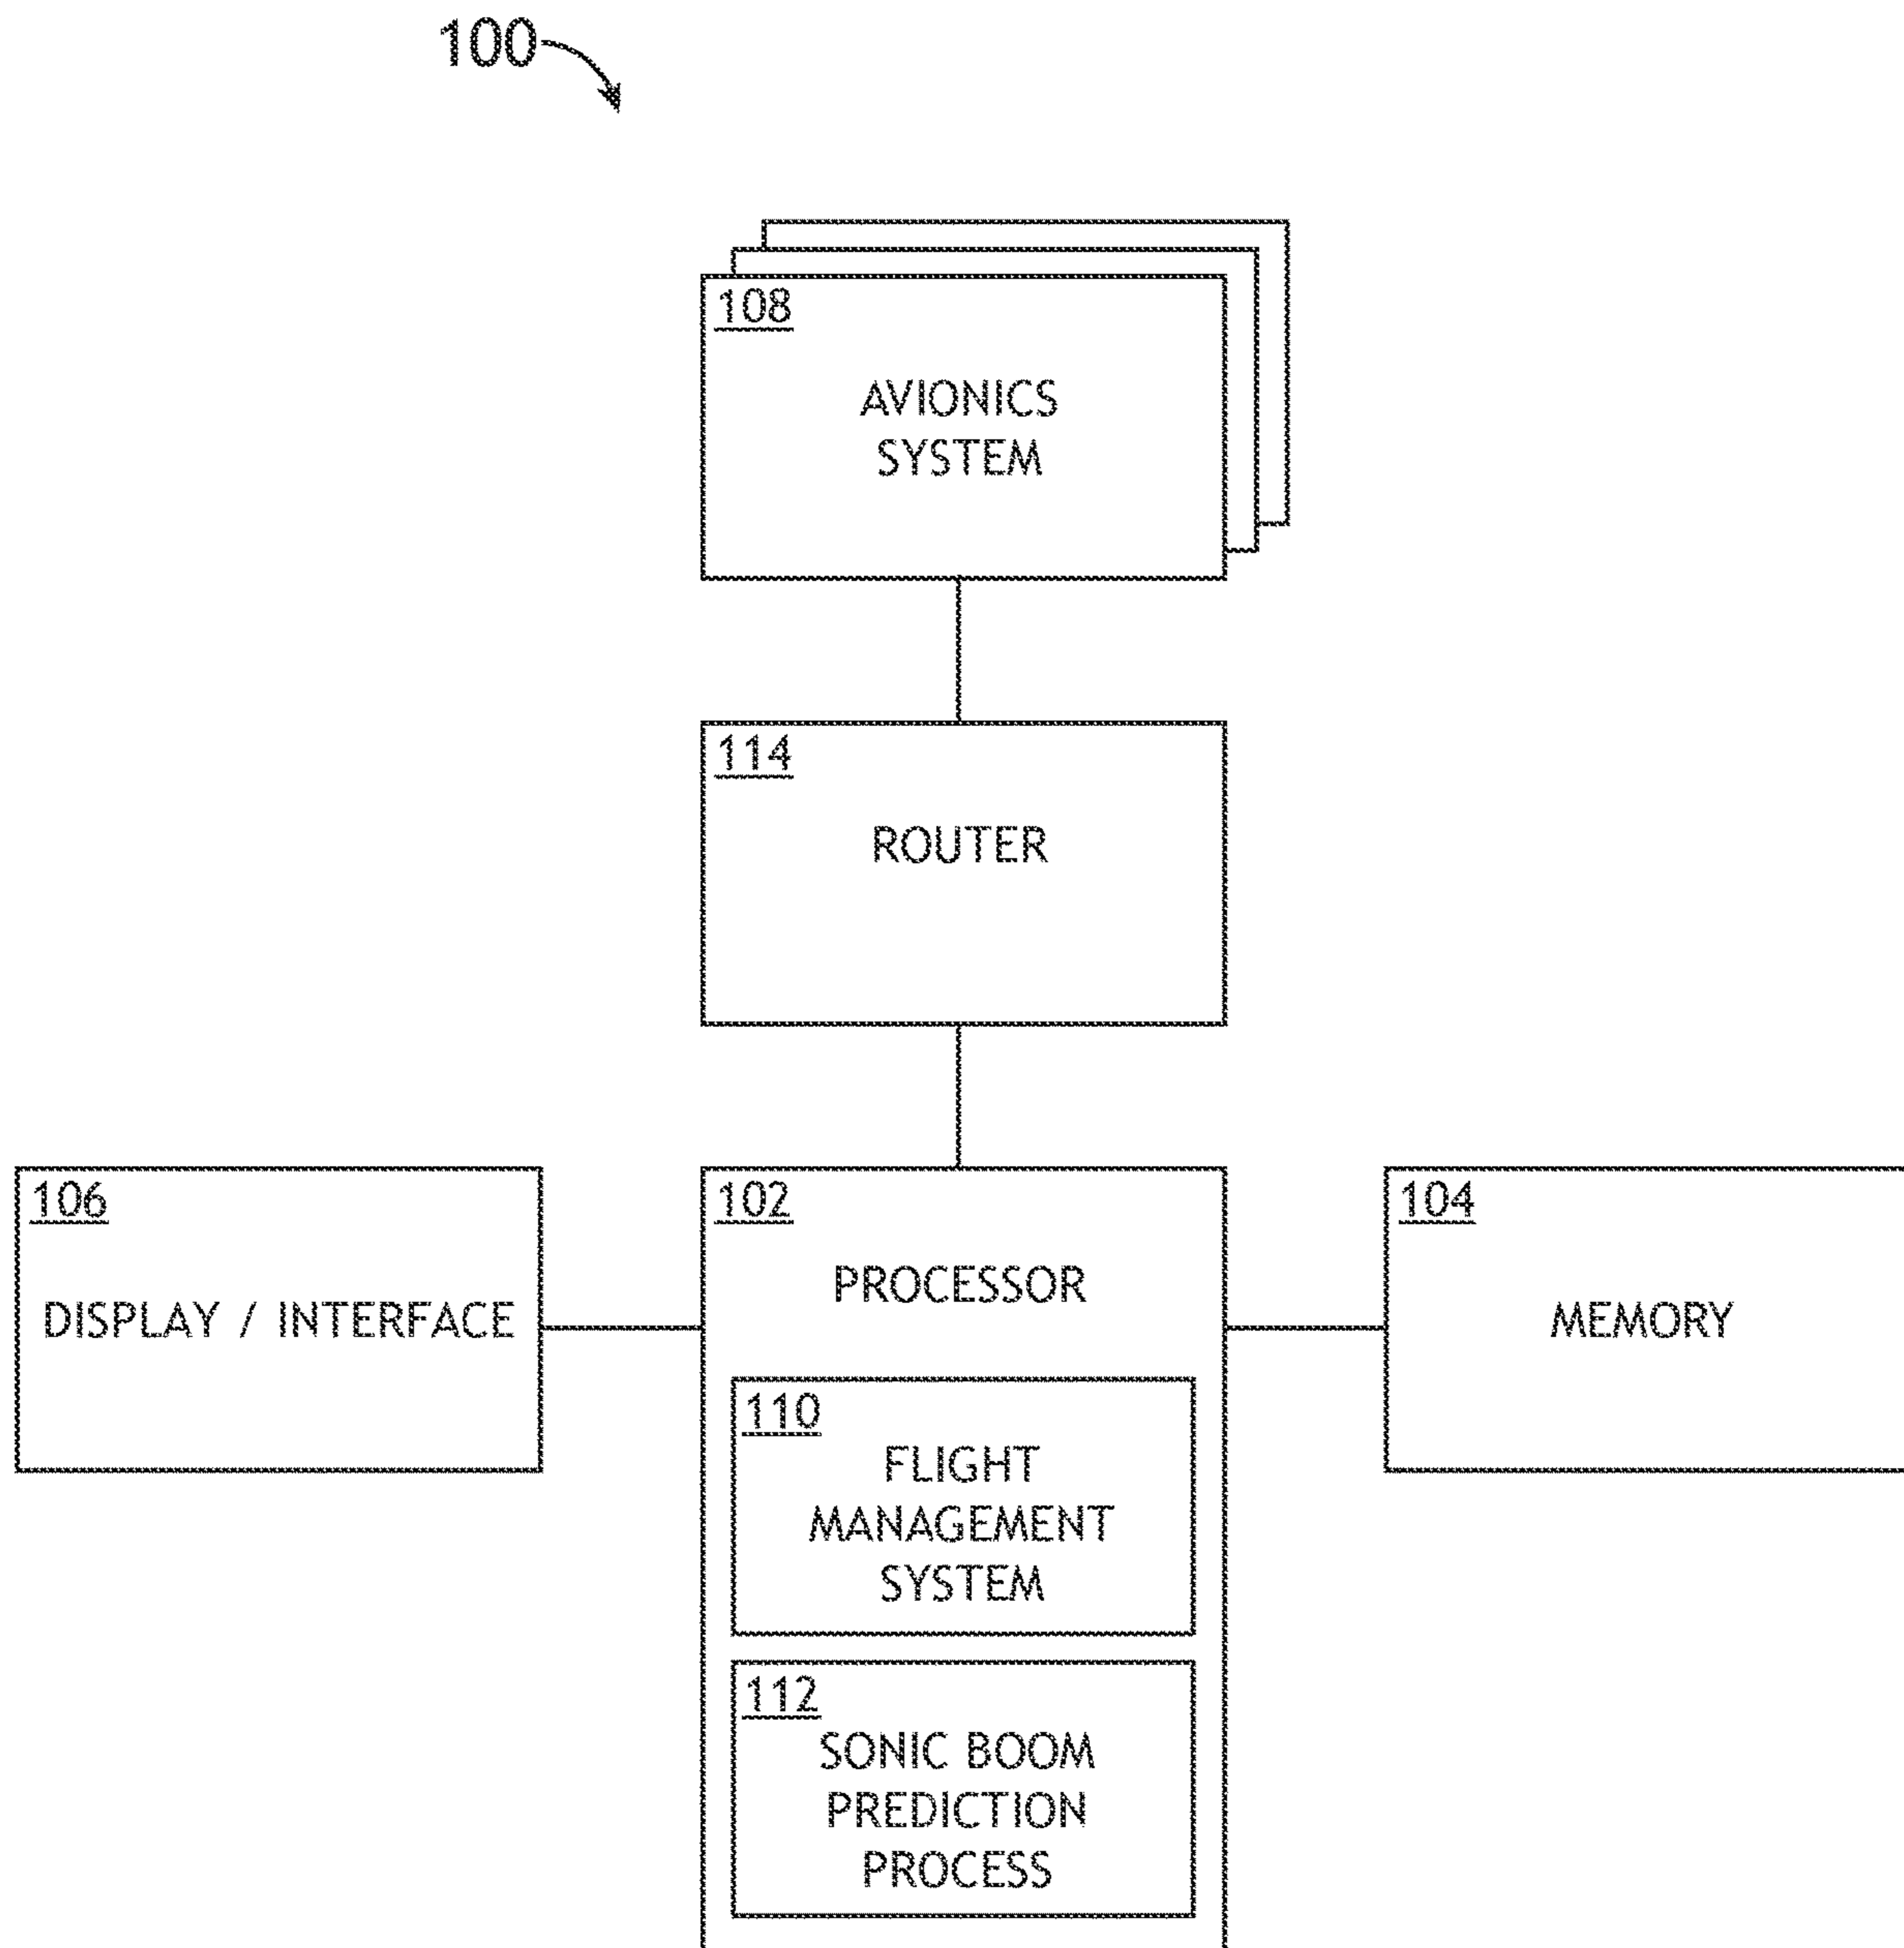 100
108
AVIONICS
SYSTEM
114
ROUTER
106
DISPLAY / INTERFACE
102
PROCESSOR
104
MEMORY
110
FLIGHT
MANAGEMENT
SYSTEM
112
SONIC BOOM
PREDICTION
PROCESS